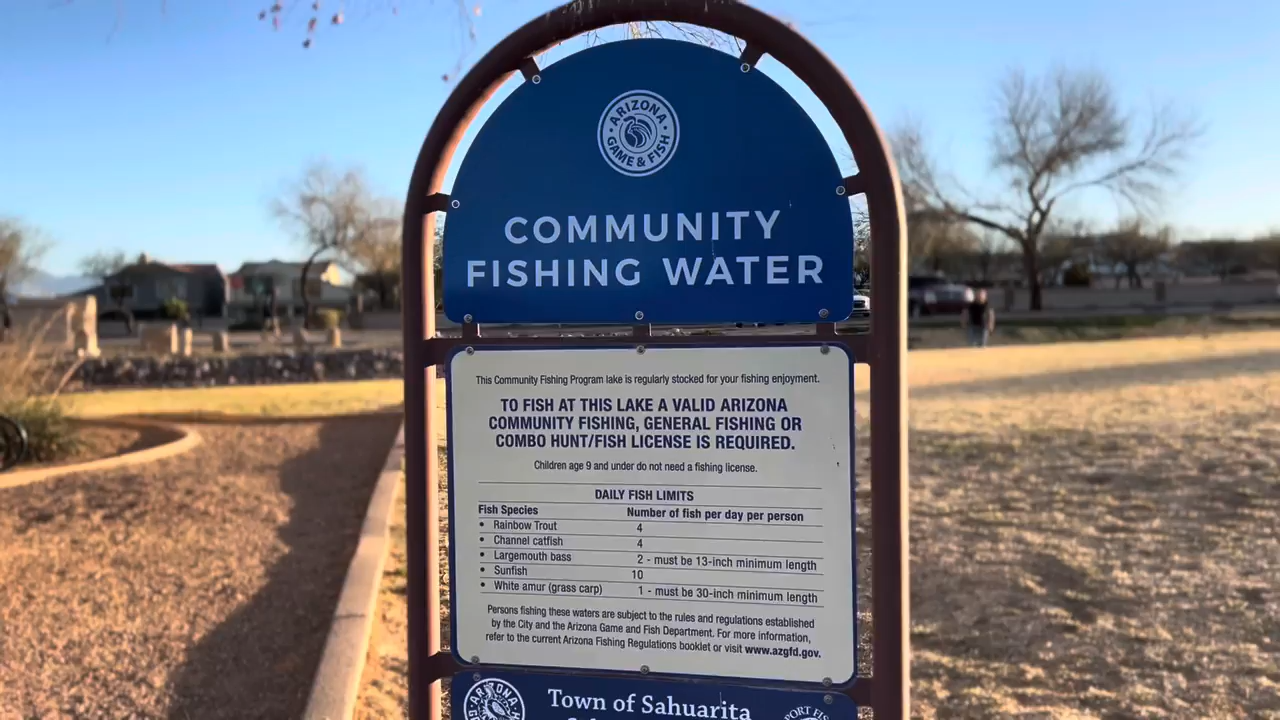 ARIZONA
GAME & FISH
COMMUNITY
FISHING WATER
This Community Fishing Program lake is regularly stocked for your fishing enjoyment.
TO FISH AT THIS LAKE A VALID ARIZONA
COMMUNITY FISHING, GENERAL FISHING OR
COMBO HUNT/FISH LICENSE IS REQUIRED.
Children age 9 and under do not need a fishing license.
DAILY FISH LIMITS
Fish Species Number of fish per day per person
• Rainbow Trout 4
• Channel catfish 4
• Largemouth bass 2 - must be 13-inch minimum length
• Sunfish 10
• White amur (grass carp) 1 - must be 30-inch minimum length
Persons fishing these waters are subject to the rules and regulations established
by the City and the Arizona Game and Fish Department. For more information,
refer to the current Arizona Fishing Regulations booklet or visit www.azgfd.gov.
ARIZONA
Town of Sahuarita